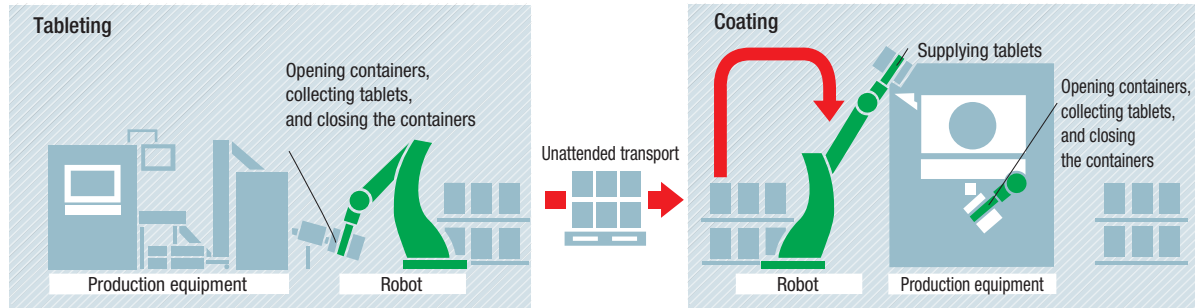 Tableting
Opening containers,
collecting tablets,
and closing the containers
Production equipment
Robot
Unattended transport
Coating
Supplying tablets
Opening containers,
collecting tablets,
and closing
the containers
Robot
Production equipment